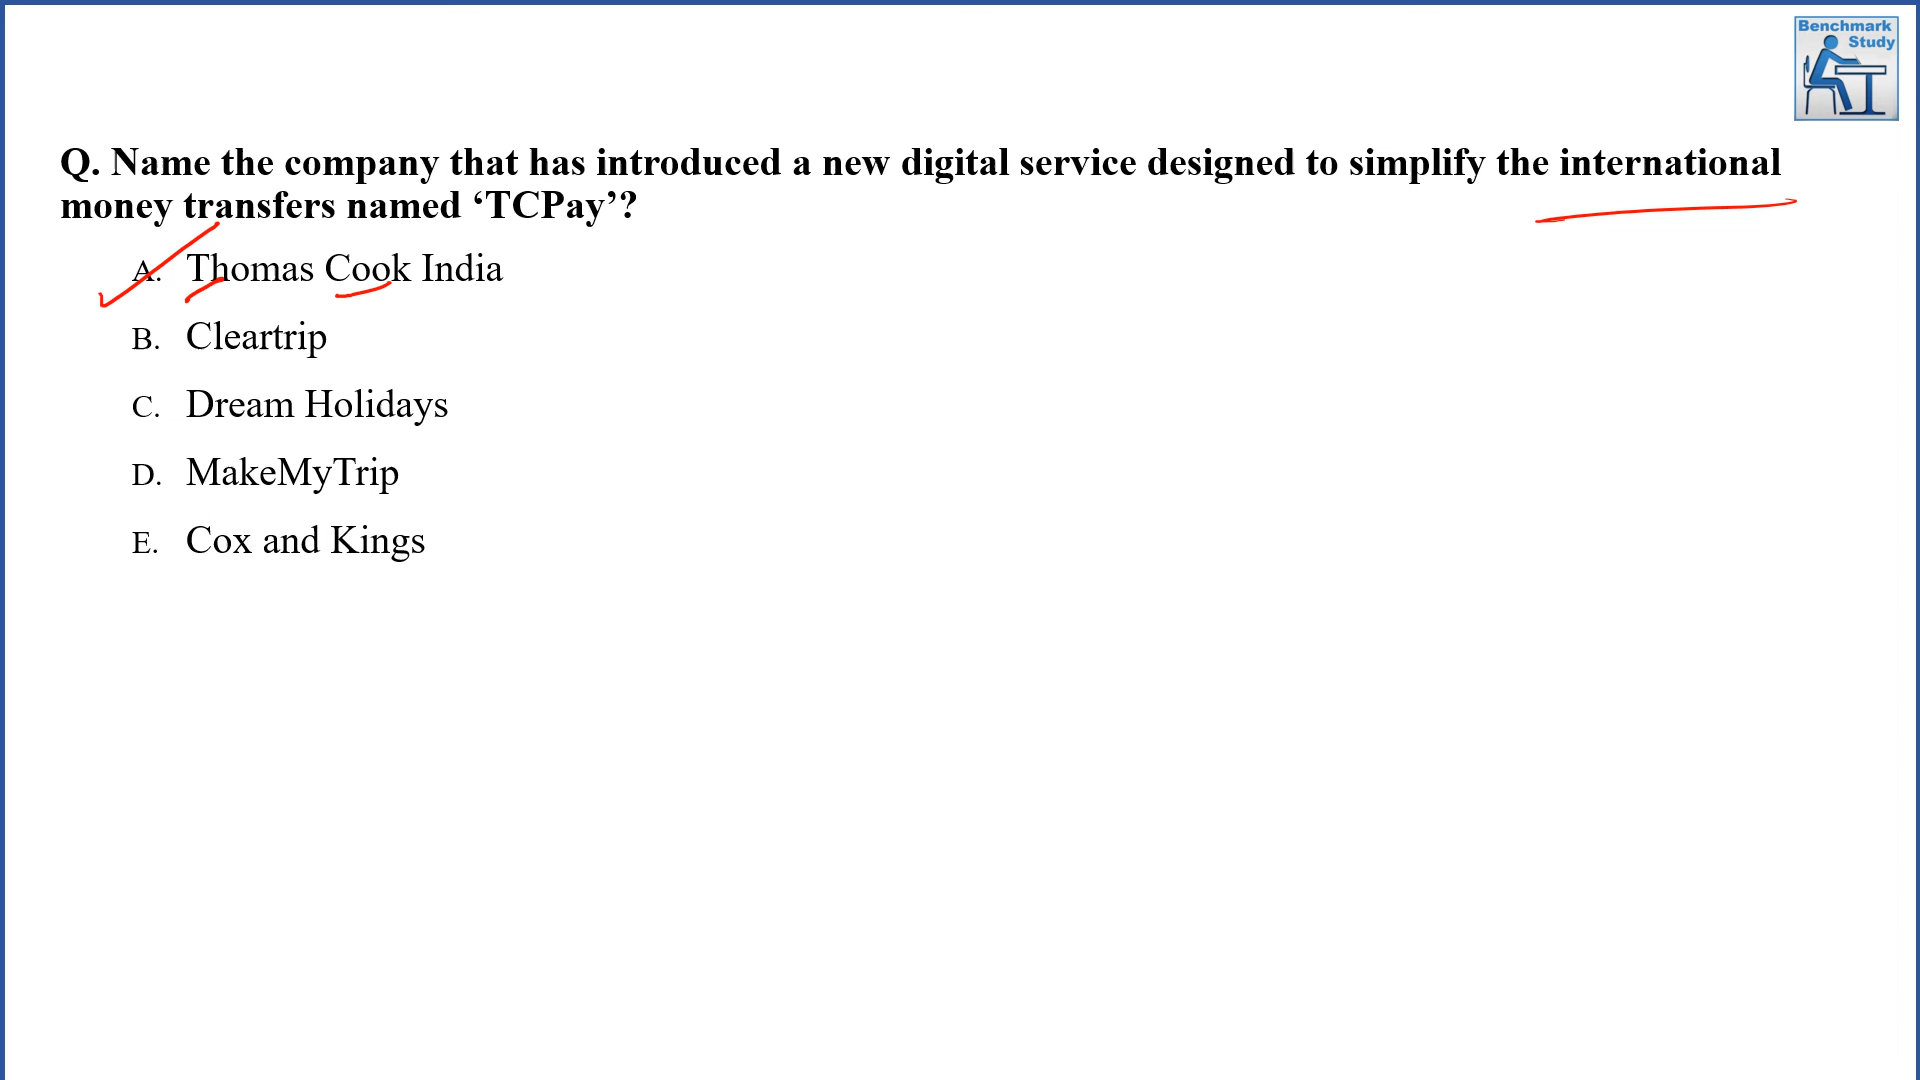 Benchmark
Study
Q. Name the company that has introduced a new digital service designed to simplify the international
money transfers named ‘TCPay’?
A. Thomas Cook India
B. Cleartrip
C. Dream Holidays
D. MakeMyTrip
E. Cox and Kings